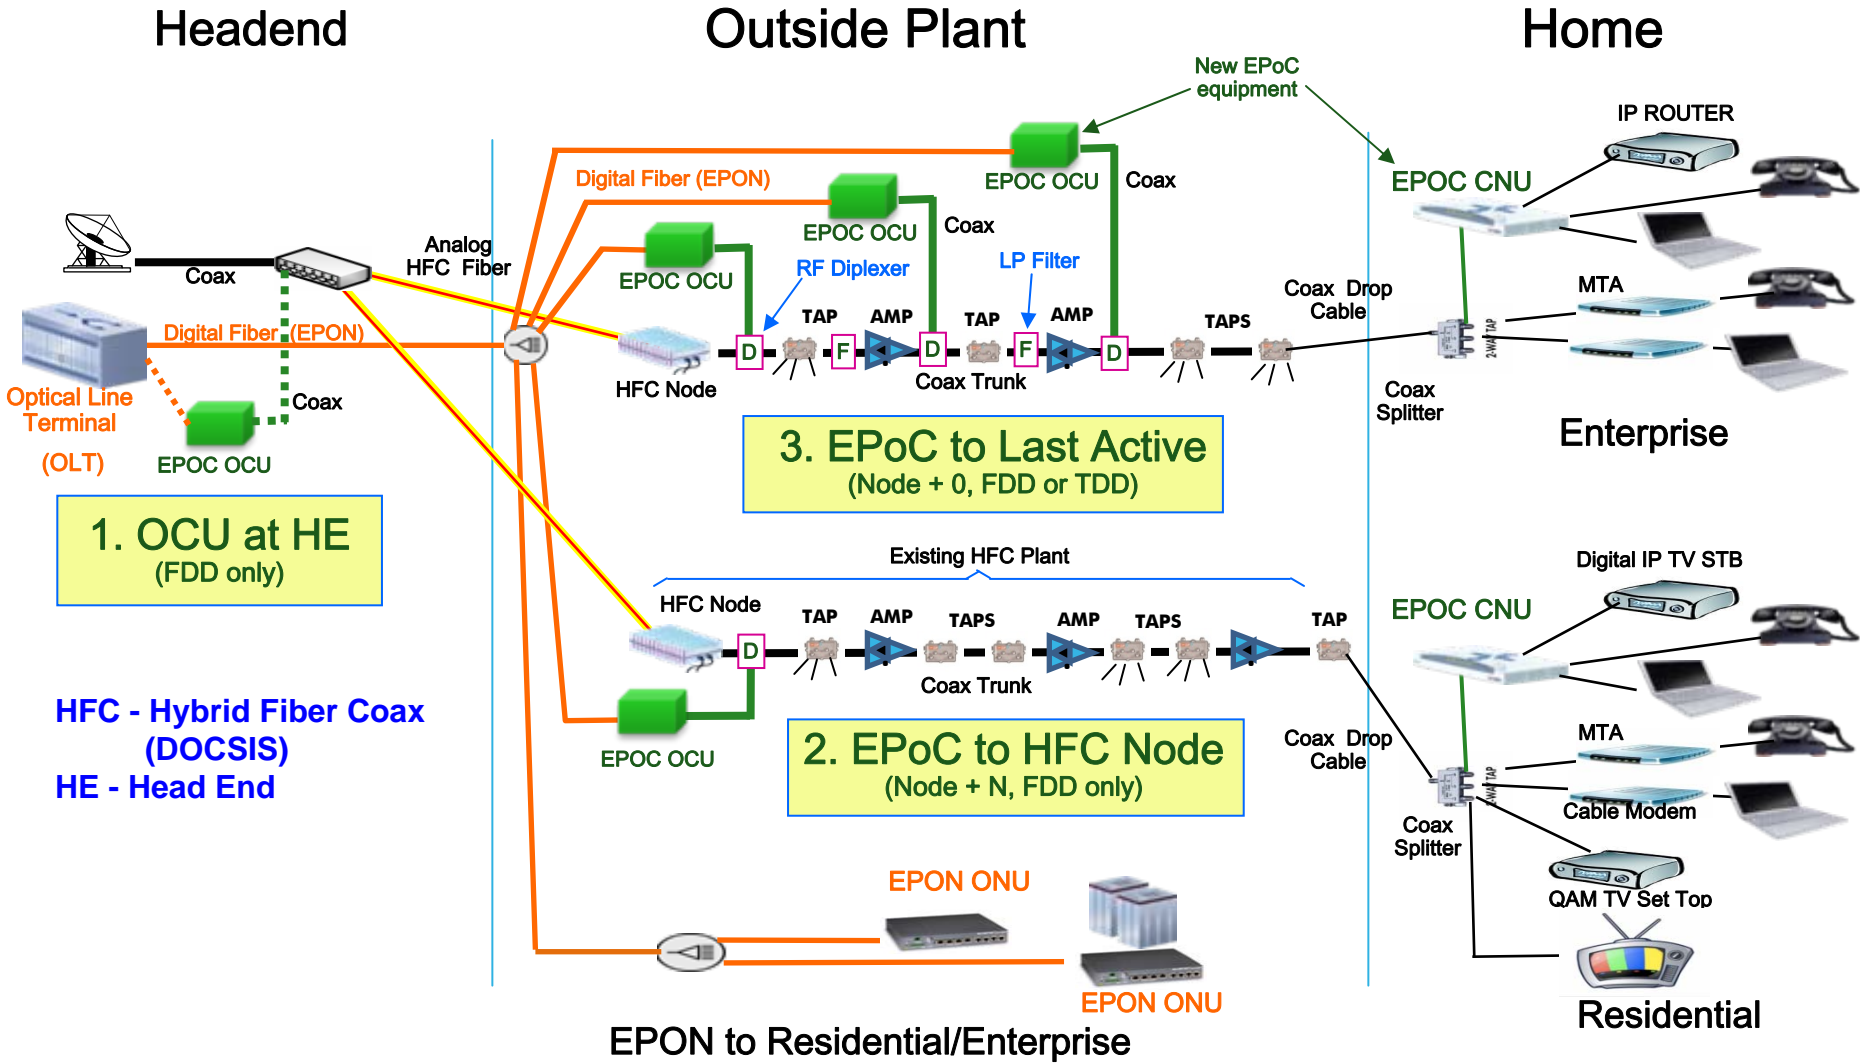 Headend
Outside Plant
Home
New EPoC
equipment
IP ROUTER
Digital Fiber (EPON)
EPOC OCU
Coax
EPOC CNU
EPOC OCU
Coax
Analog
HFC Fiber
Coax
EPOC OCU
RF Diplexer
LP Filter
Coax Drop
Cable
MTA
Digital Fiber (EPON)
TAP
AMP
TAP
AMP
TAPS
2-WAY TAP
D
F
D
F
D
HFC Node
Coax Trunk
Coax
Splitter
Optical Line
Terminal
(OLT)
Coax
EPOC OCU
Enterprise
3. EPoC to Last Active
(Node + 0, FDD or TDD)
1. OCU at HE
(FDD only)
Existing HFC Plant
Digital IP TV STB
HFC Node
EPOC CNU
TAP
AMP
TAPS
AMP
TAPS
TAP
D
Coax Trunk
HFC - Hybrid Fiber Coax
(DOCSIS)
HE - Head End
EPOC OCU
2. EPoC to HFC Node
(Node + N, FDD only)
Coax Drop
Cable
MTA
2-WAY TAP
Cable Modem
Coax
Splitter
QAM TV Set Top
EPON ONU
EPON ONU
Residential
EPON to Residential/Enterprise